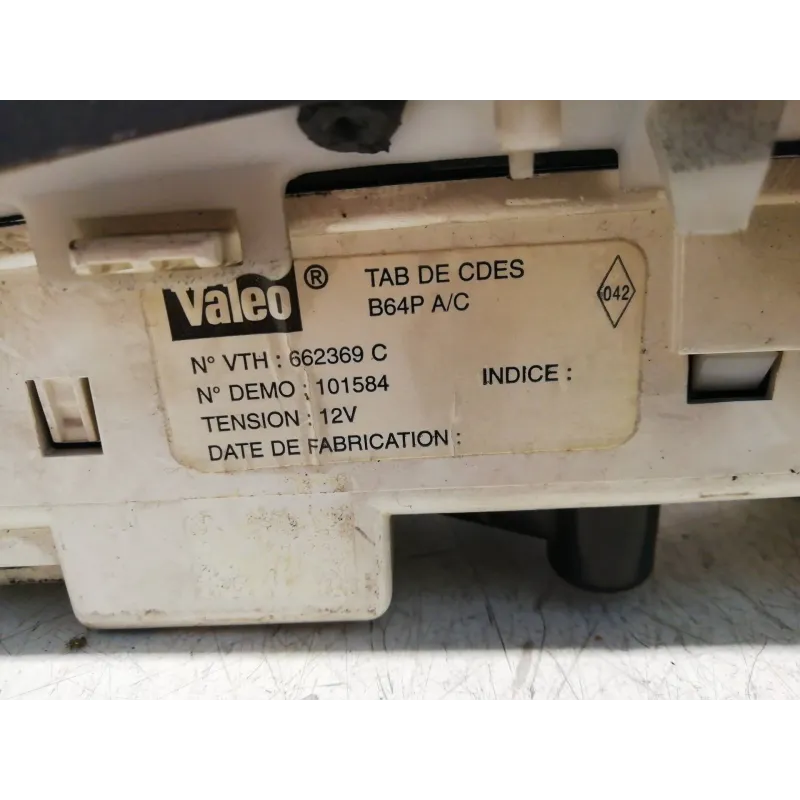 Valeo ® TAB DE CDES
B64P A/C
042
N° VTH : 662369 C
N° DEMO : 101584
INDICE :
TENSION : 12V
DATE DE FABRICATION :